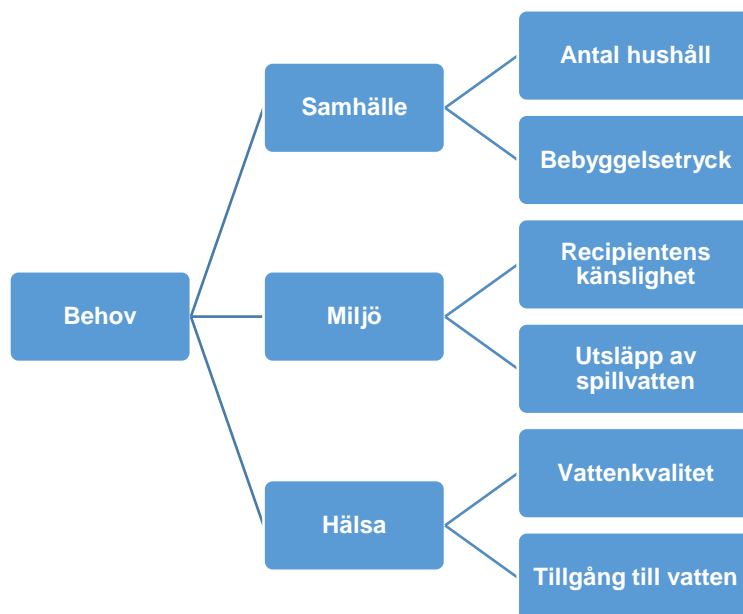 Behov
Samhälle
Antal hushåll
Bebyggelsetryck
Miljö
Recipientens
känslighet
Utsläpp av
spillvatten
Hälsa
Vattenkvalitet
Tillgång till vatten